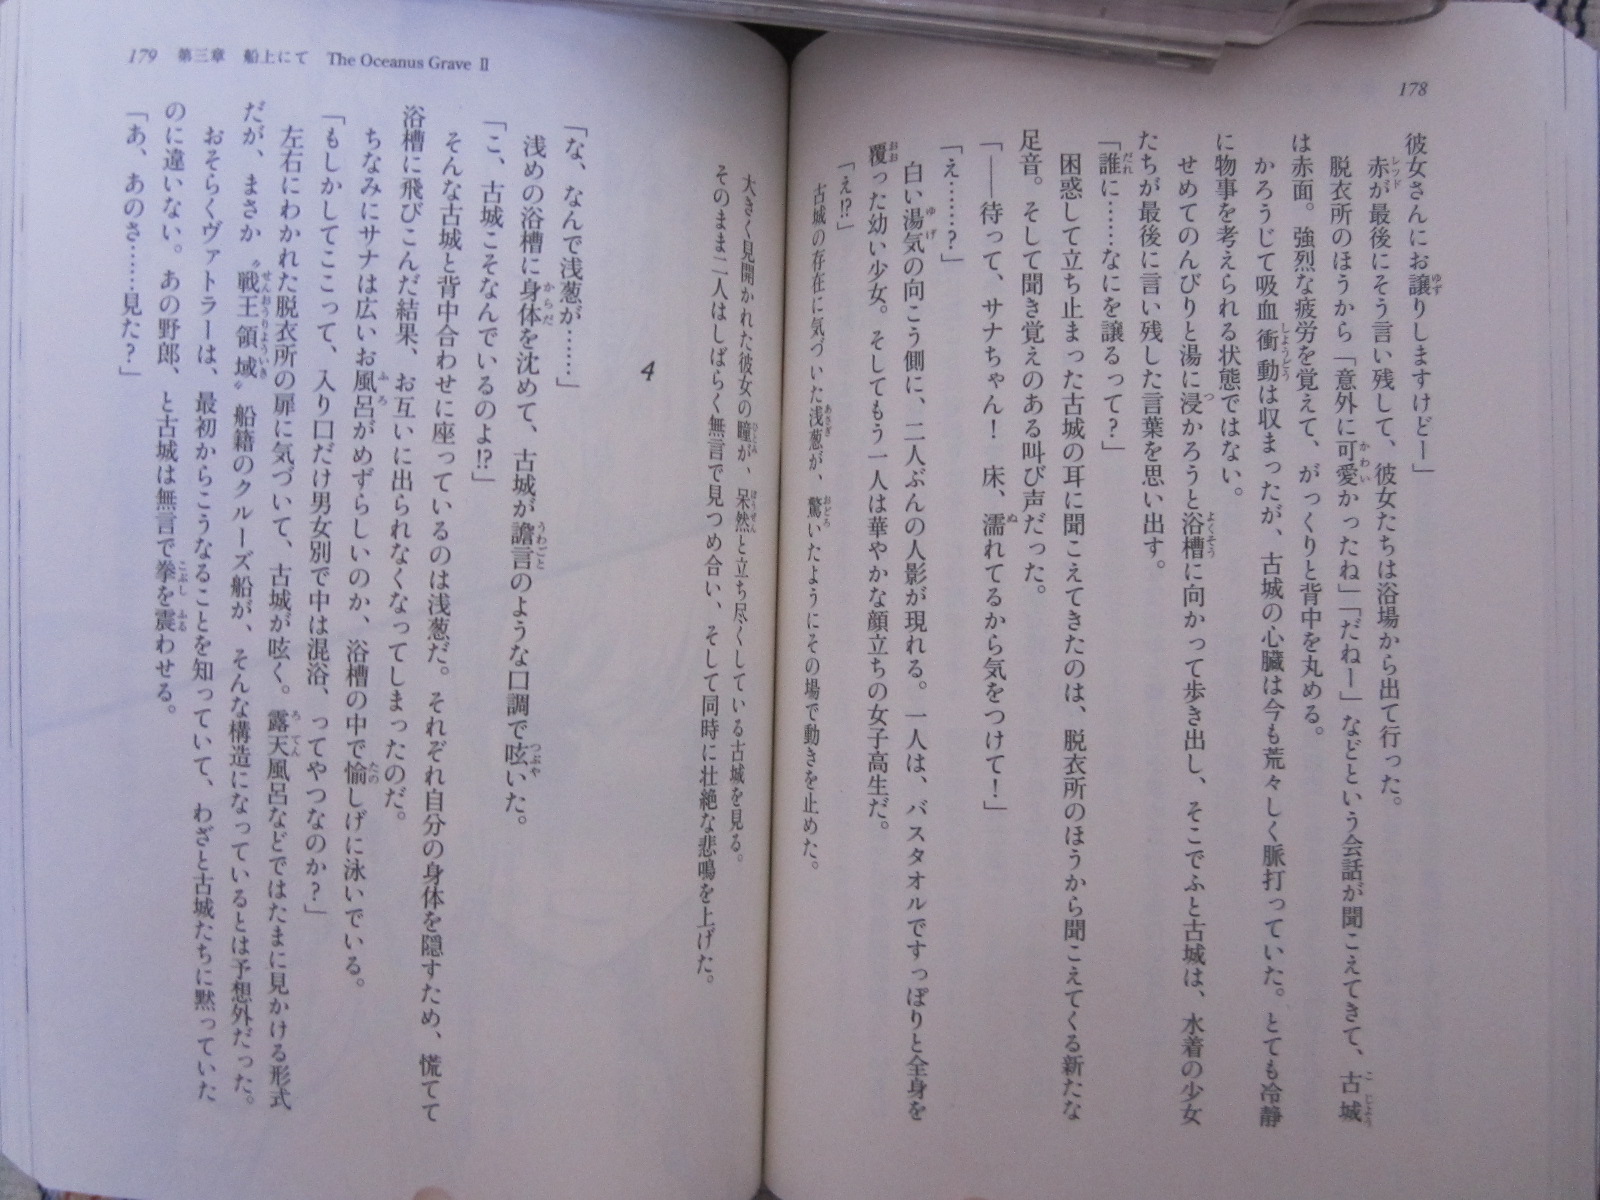 178
彼女さんにお譲りしますけどー」
赤が最後にそう言い残して、彼女たちは浴場から出て行った。
脱衣所のほうから「意外に可愛かったね」「だねー」などという会話が聞こえてきて、古城
は赤面。強烈な疲労を覚えて、がっくりと背中を丸める。
かろうじて吸血衝動は収まったが、古城の心臓は今も荒々しく脈打っていた。とても冷静
に物事を考えられる状態ではない。
せめてのんびりと湯に浸かろうと浴槽に向かって歩き出し、そこでふと古城は、水着の少女
たちが最後に言い残した言葉を思い出す。
「誰に……なにを譲るって？」
困惑して立ち止まった古城の耳に聞こえてきたのは、脱衣所のほうから聞こえてくる新たな
足音。そして聞き覚えのある叫び声だった。
「――待って、サナちゃん！　床、濡れてるから気をつけてー！」
「え……？」
白い湯気の向こう側に、二人ぶんの人影が現れる。一人は、バスタオルですっぽりと全身を
覆った幼い少女。そしてもう一人は華やかな顔立ちの女子高生だ。
「え!?」
古城の存在に気づいた浅葱が、驚いたようにその場で動きを止めた。
大きく見開かれた彼女の瞳が、呆然と立ち尽くしている古城を見る。
そのまま二人はしばらく無言で見つめ合い、そして同時に壮絶な悲鳴を上げた。
4
「な、なんで浅葱が……」
浅めの浴槽に身体を沈めて、古城が譫言のような口調で呟いた。
「こ、古城こそなんでいるのよ!?」
そんな古城と背中合わせに座っているのは浅葱だ。それぞれ自分の身体を隠すため、慌てて
浴槽に飛びこんだ結果、お互いに出られなくなってしまったのだ。
ちなみにサナは広いお風呂がめずらしいのか、浴槽の中で愉しげに泳いでいる。
「もしかしてここって、入り口だけ男女別で中は混浴、ってやつなのか？」
左右にわかれた脱衣所の扉に気づいて、古城が呟く。露天風呂などではたまに見かける形式
だが、まさか〝戦王領域〟船籍のクルーズ船が、そんな構造になっているとは予想外だった。
おそらくヴァトラーは、最初からこうなることを知っていて、わざと古城たちに黙っていた
のに違いない。あの野郎、と古城は無言で拳を震わせる。
「あ、あのさ……見た？」
179　第三章　船上にて　The Oceanus Grave Ⅱ